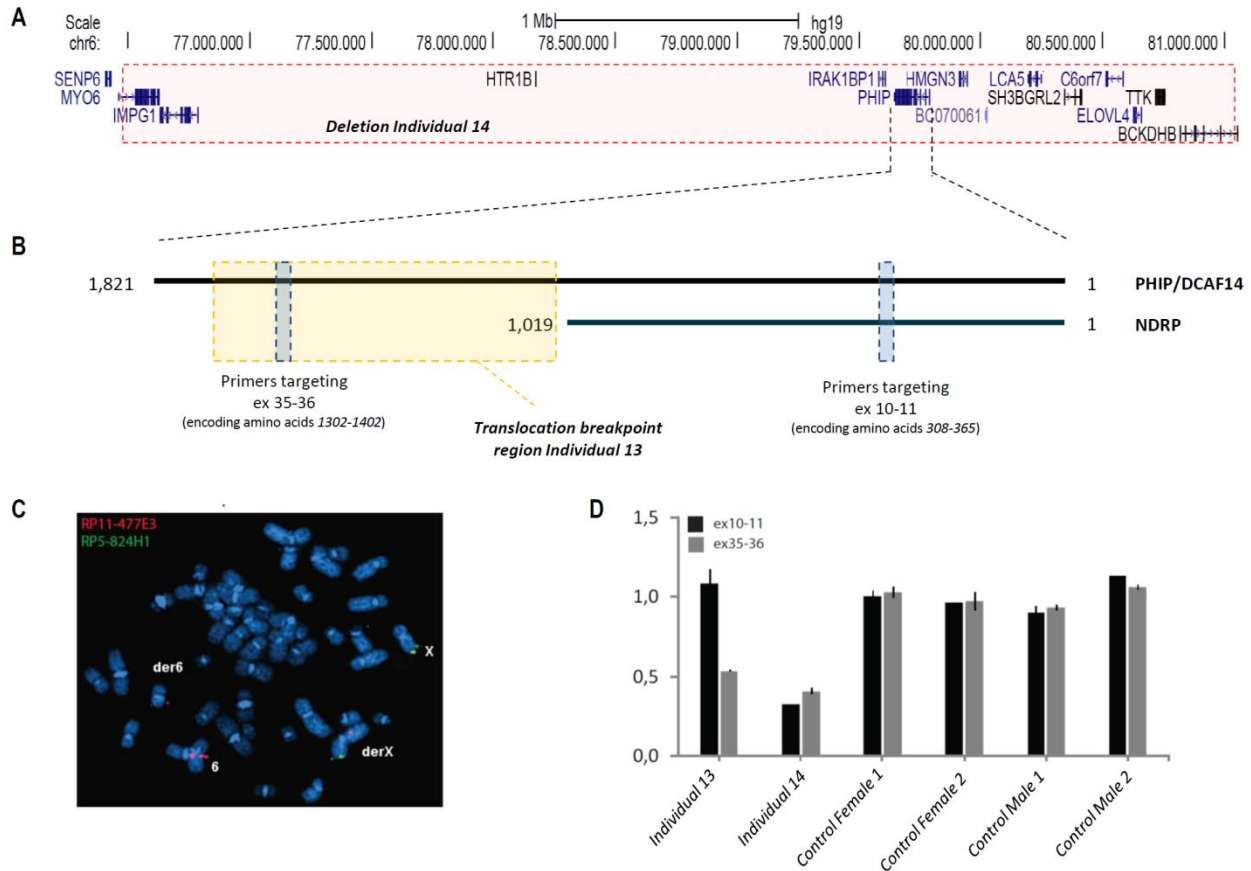 A
Scale
1 Mb
hg19
chr6:
77.000.000
77.500.000
78.000.000
78.500.000
79.000.000
79.500.000
80.000.000
80.500.000
81.000.000
SENP6
HTR1B
IRAK1BP1
HMGN3
LCA5
C6orf7
MYO6
PHIP
SH3BGRL2
TTK
IMPG1
Deletion Individual 14
BC070061
ELOVL4
BCKDHB
B
1,821
1
PHIP/DCAF14
1,019
1
NDRP
Primers targeting
ex 35-36
(encoding amino acids 1302-1402)
Translocation breakpoint
region Individual 13
Primers targeting
ex 10-11
(encoding amino acids 308-365)
C
RP11-477E3
RP5-824H1
der6
X
6
derX
D
1,5
1,0
0,5
0,0
ex10-11
ex35-36
Individual 13
Individual 14
Control Female 1
Control Female 2
Control Male 1
Control Male 2